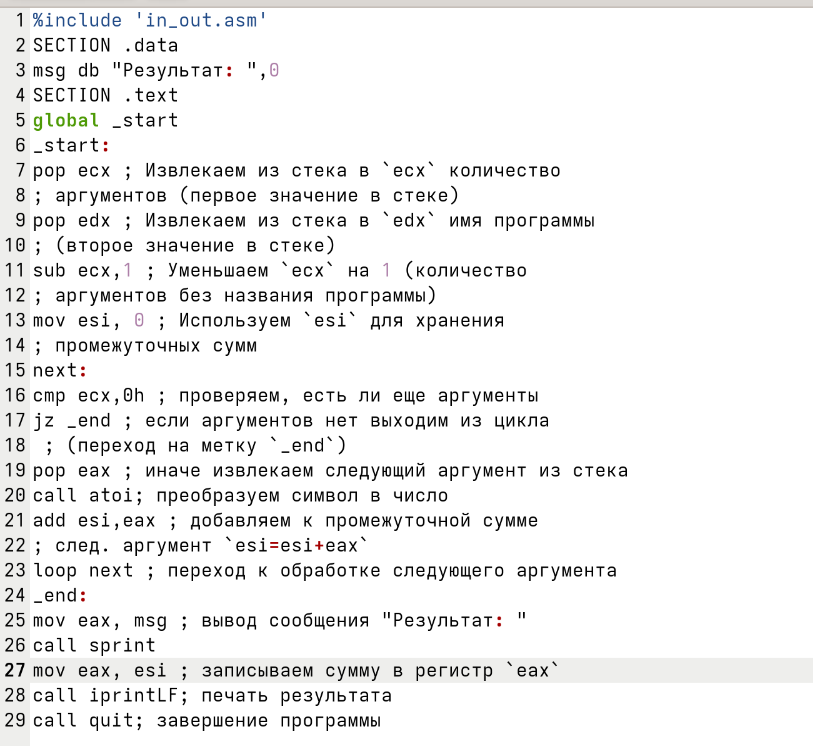 1 %include 'in_out.asm'
2 SECTION .data
3 msg db "Результат: ",0
4 SECTION .text
5 global _start
6 _start:
7 pop ecx ; Извлекаем из стека в `ecx` количество
8 ; аргументов (первое значение в стеке)
9 pop edx ; Извлекаем из стека в `edx` имя программы
10 ; (второе значение в стеке)
11 sub ecx,1 ; Уменьшаем `ecx` на 1 (количество
12 ; аргументов без названия программы)
13 mov esi, 0 ; Используем `esi` для хранения
14 ; промежуточных сумм
15 next:
16 cmp ecx,0h ; проверяем, есть ли еще аргументы
17 jz _end ; если аргументов нет выходим из цикла
18  ; (переход на метку `_end`)
19 pop eax ; иначе извлекаем следующий аргумент из стека
20 call atoi; преобразуем символ в число
21 add esi,eax ; добавляем к промежуточной сумме
22 ; след. аргумент `esi=esi+eax`
23 loop next ; переход к обработке следующего аргумента
24 _end:
25 mov eax, msg ; вывод сообщения "Результат: "
26 call sprint
27 mov eax, esi ; записываем сумму в регистр `eax`
28 call iprintLF; печать результата
29 call quit; завершение программы